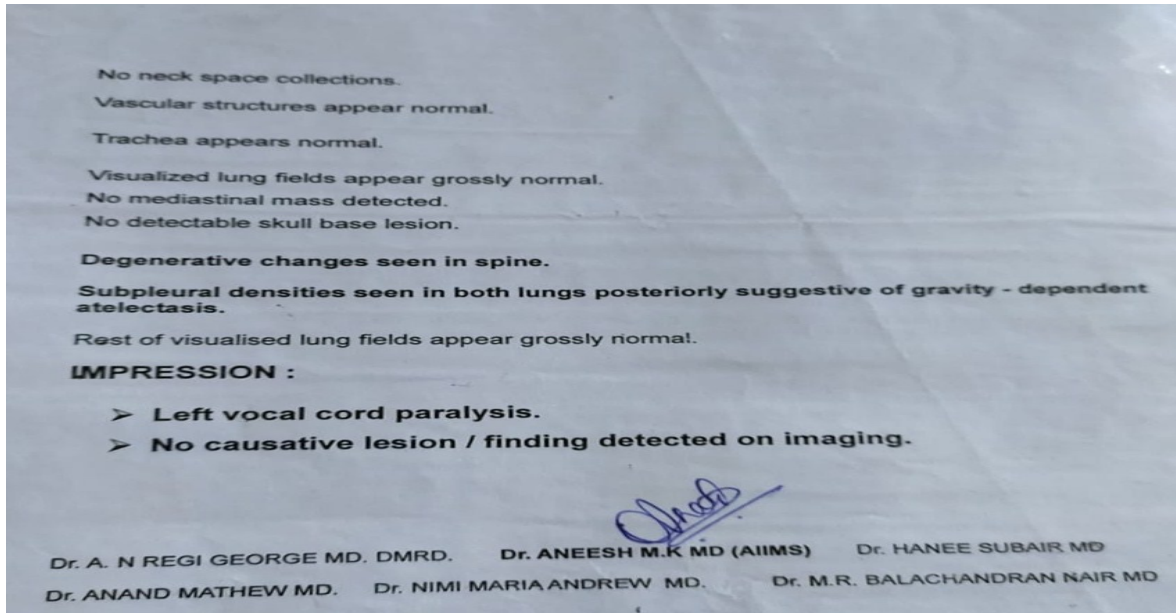 No neck space collections.
Vascular structures appear normal.
Trachea appears normal.
Visualized lung fields appear grossly normal.
No mediastinal mass detected.
No detectable skull base lesion.
Degenerative changes seen in spine.
Subpleural densities seen in both lungs posteriorly suggestive of gravity - dependent
atelectasis.
Rest of visualised lung fields appear grossly normal.
IMPRESSION :
➢ Left vocal cord paralysis.
➢ No causative lesion / finding detected on imaging.
Dr. A. N REGI GEORGE MD. DMRD. Dr. ANEESH M.K MD (AIIMS) Dr. HANEE SUBAIR MD
Dr. ANAND MATHEW MD. Dr. NIMI MARIA ANDREW MD. Dr. M.R. BALACHANDRAN NAIR MD